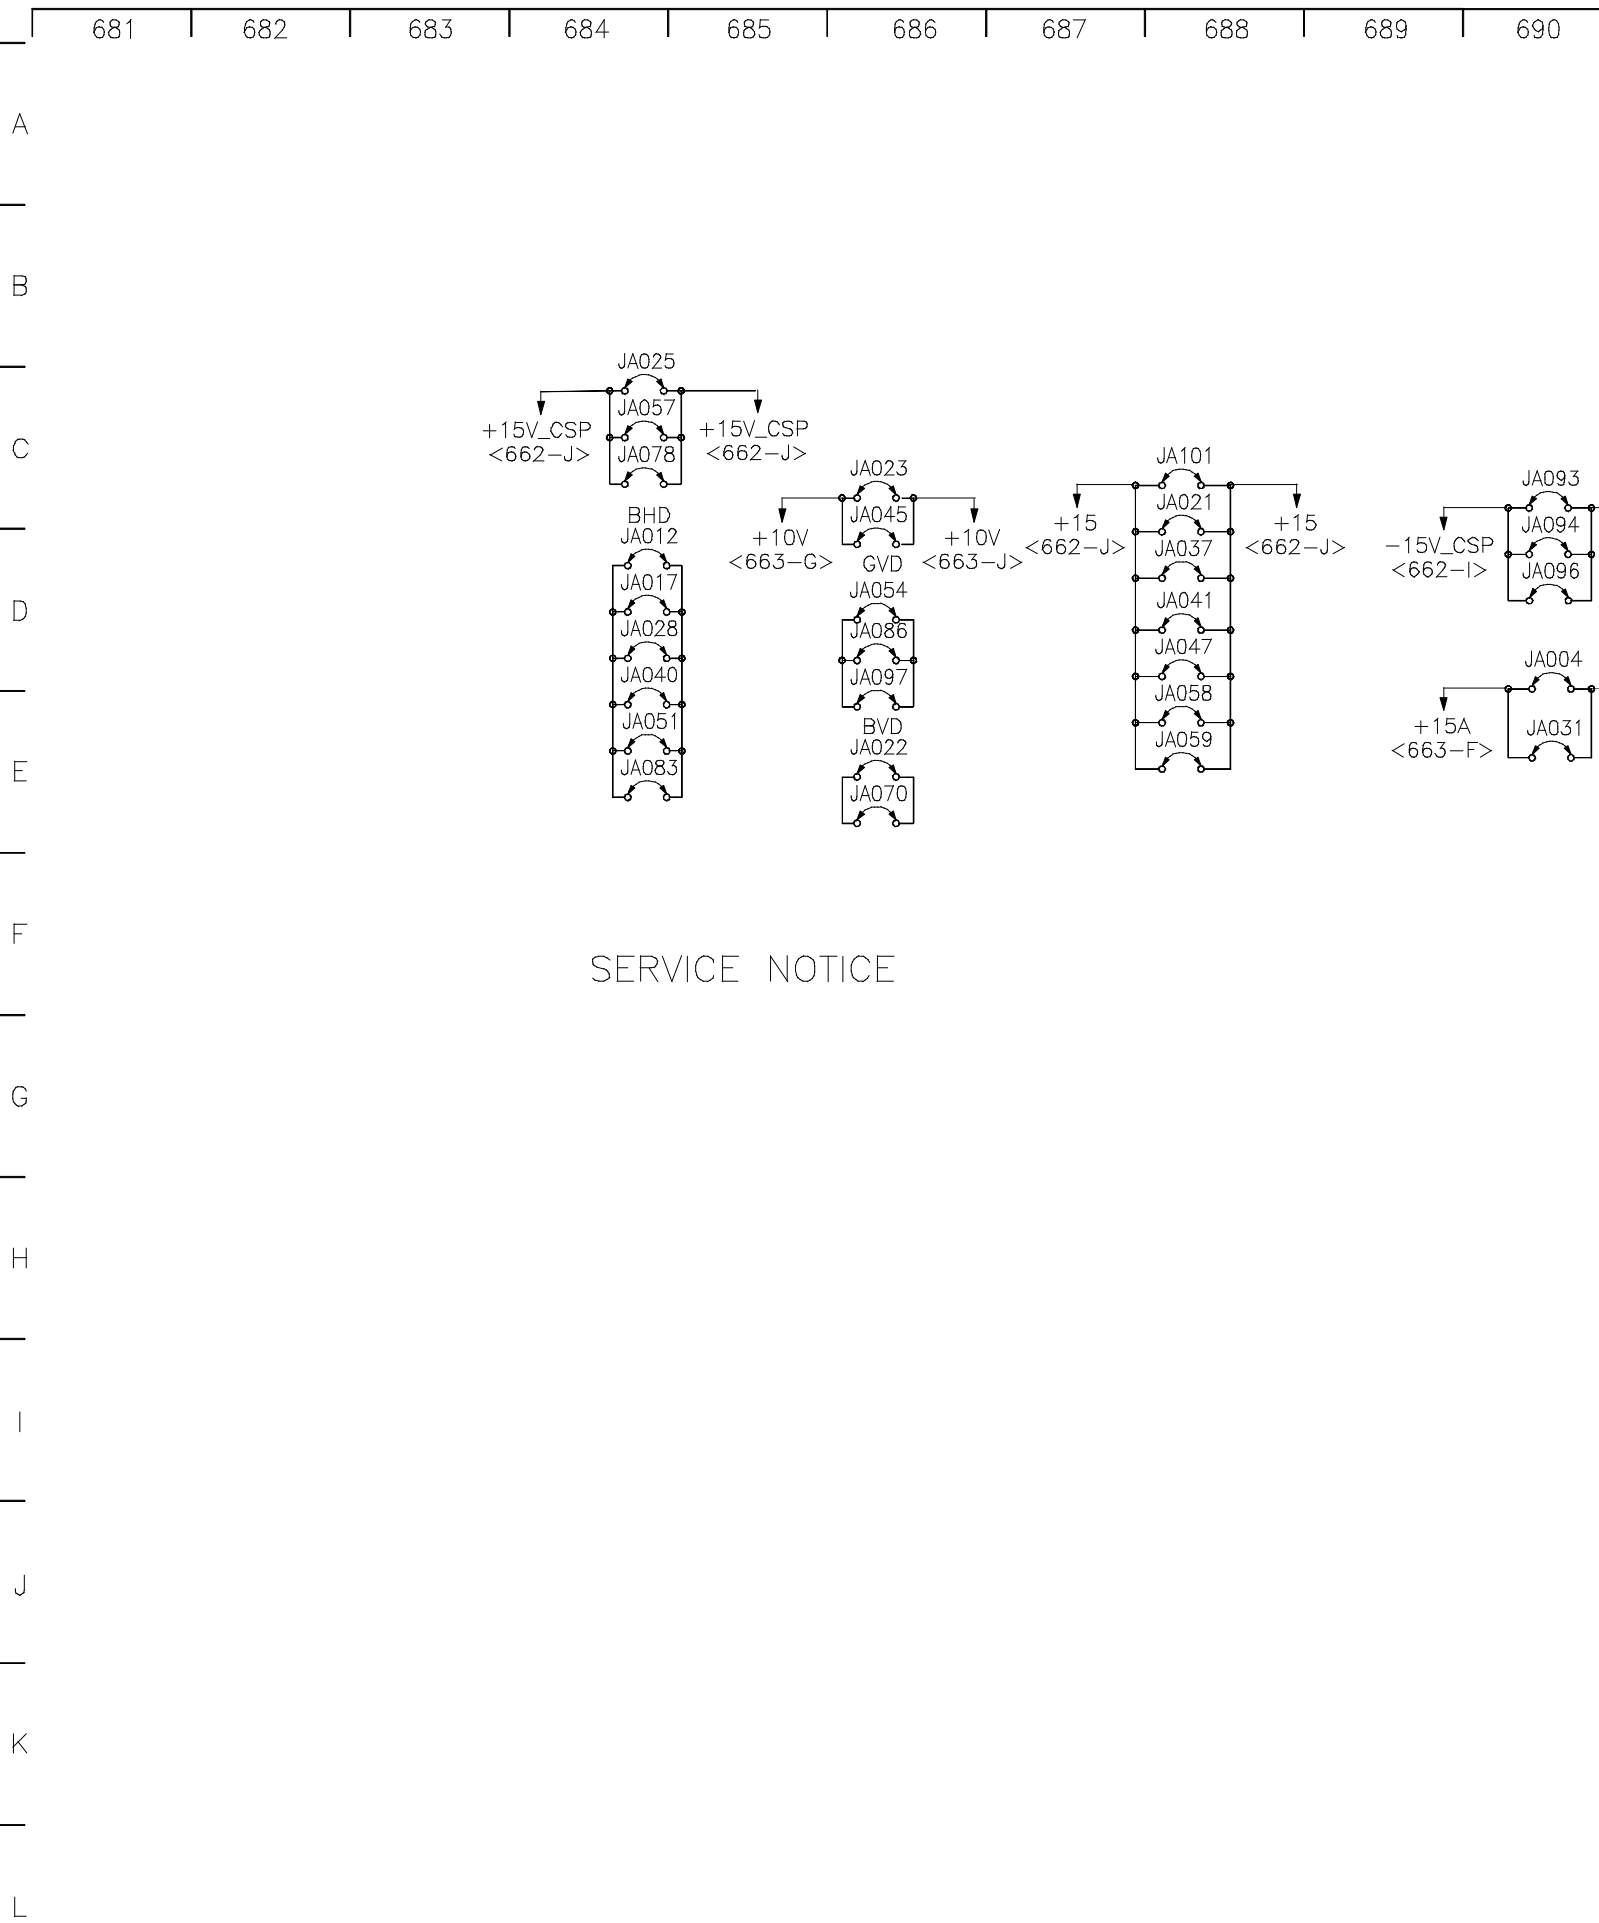 681 682 683 684 685 686 687 688 689 690
A
B
JA025
JA057
+15V_CSP
<662-J>
+15V_CSP
<662-J>
JA078
C
JA023
JA045
+10V
<663-G>
+10V
<663-J>
JA101
JA021
+15
<662-J>
+15
<662-J>
JA037
JA041
JA047
JA058
JA059
JA093
JA094
-15V_CSP
<662-I>
JA096
BHD
JA012
JA017
JA028
JA040
JA051
JA083
D
GVD
JA054
JA086
JA097
BVD
JA022
JA070
JA004
+15A
<663-F>
JA031
E
F
SERVICE NOTICE
G
H
I
J
K
L